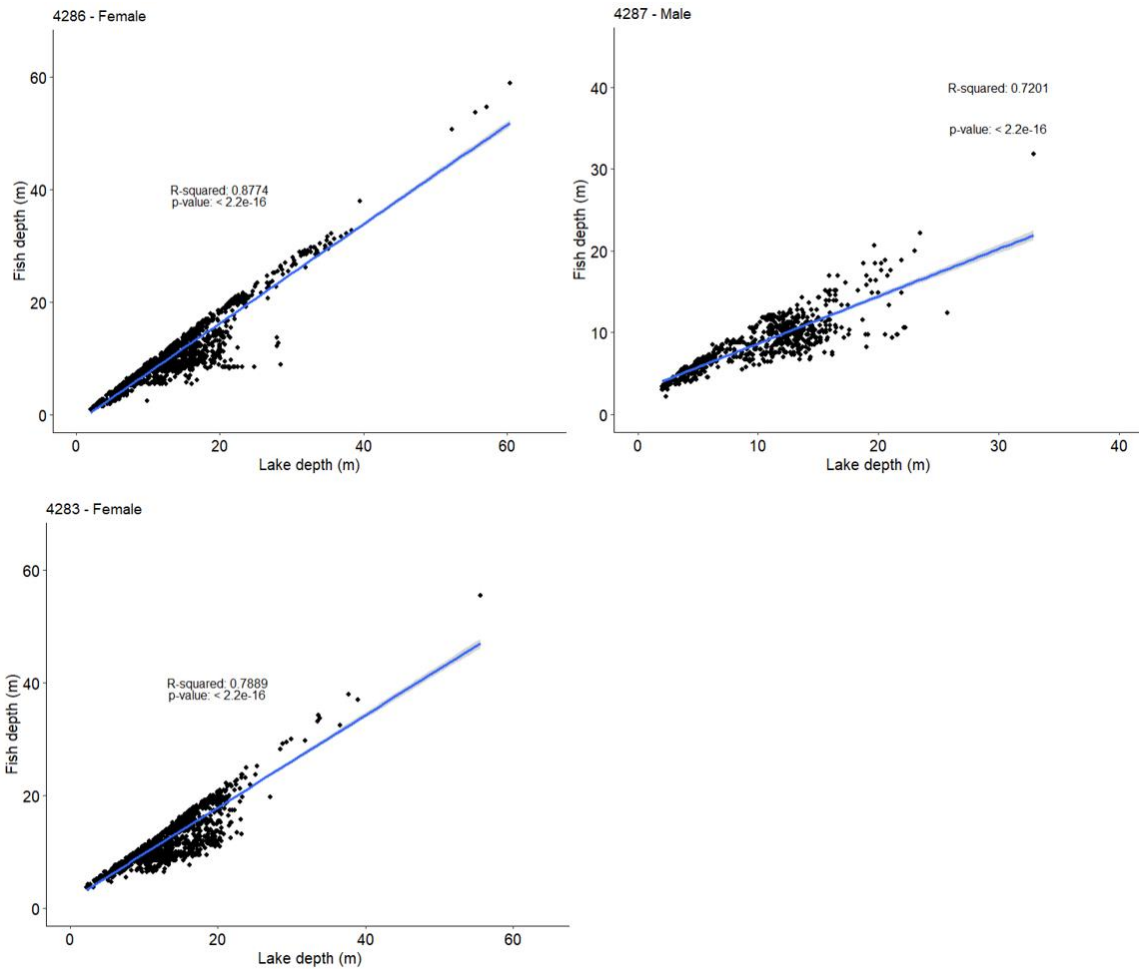 4286 - Female
60
40
20
0
Fish depth (m)
R-squared: 0.8774
p-value: < 2.2e-16
0
20
40
60
Lake depth (m)
4287 - Male
40
30
20
10
0
Fish depth (m)
R-squared: 0.7201
p-value: < 2.2e-16
0
10
20
30
40
Lake depth (m)
4283 - Female
60
40
20
0
Fish depth (m)
R-squared: 0.7889
p-value: < 2.2e-16
0
20
40
60
Lake depth (m)